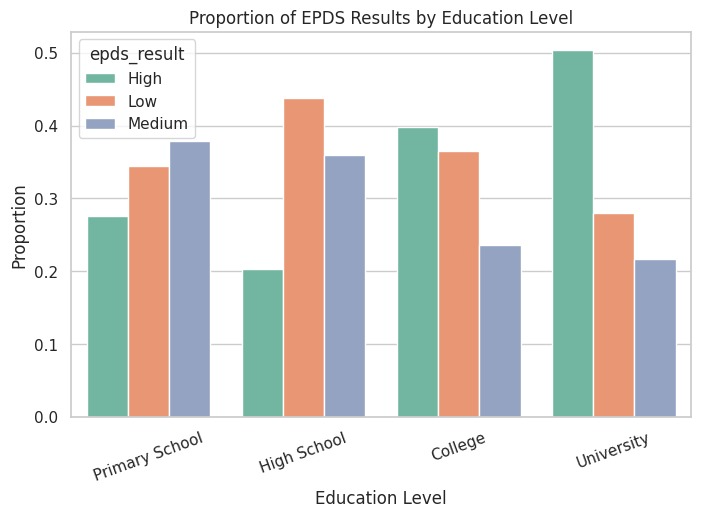 Proportion of EPDS Results by Education Level
epds_result
High
Low
Medium
0.5
0.4
0.3
0.2
0.1
0.0
Proportion
Primary School
High School
College
University
Education Level